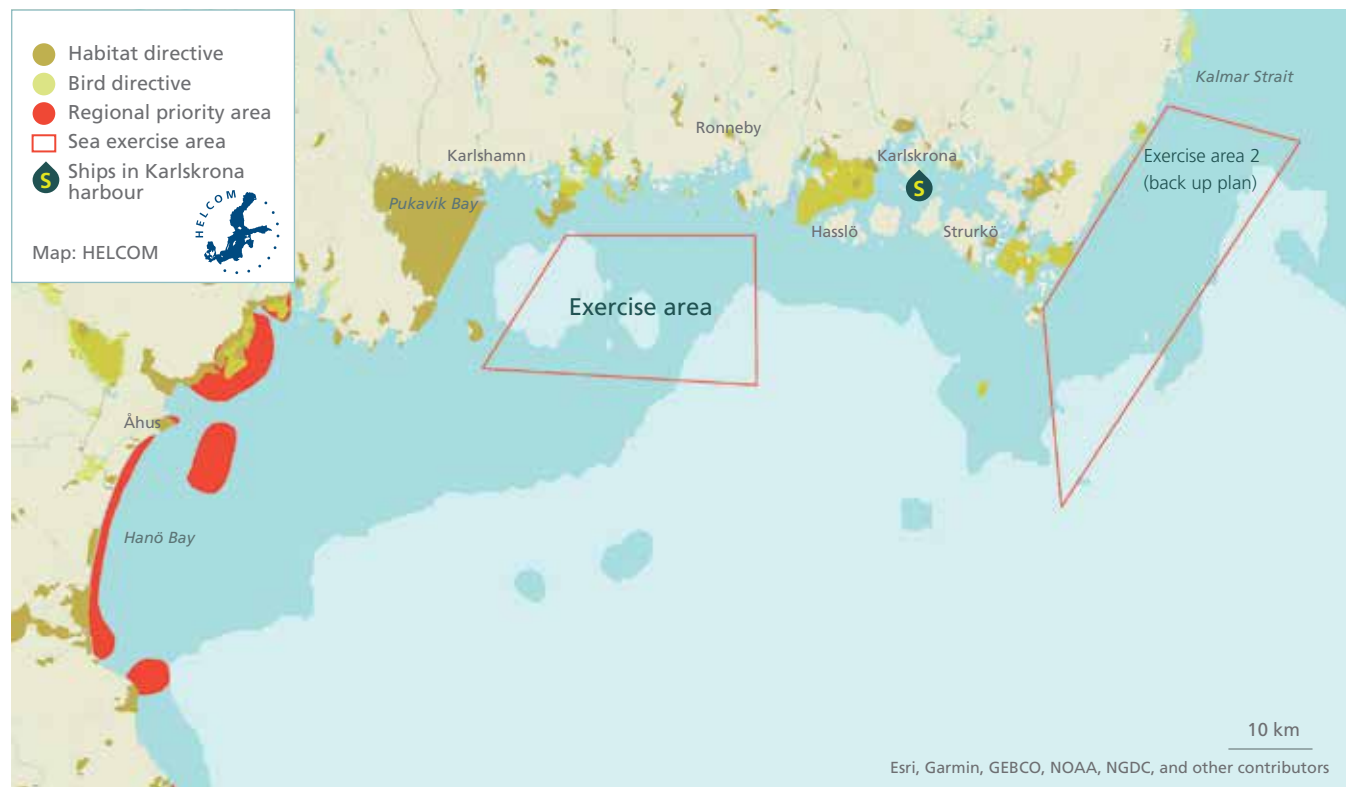 Habitat directive
Bird directive
Regional priority area
Sea exercise area
S Ships in Karlskrona
harbour
HELCOM
Map: HELCOM
Kalmar Strait
Ronneby
Karlshamn
Karlskrona
Exercise area 2
(back up plan)
Pukavik Bay
S
Hasslö
Strurkö
Exercise area
Åhus
Hanö Bay
10 km
Esri, Garmin, GEBCO, NOAA, NGDC, and other contributors